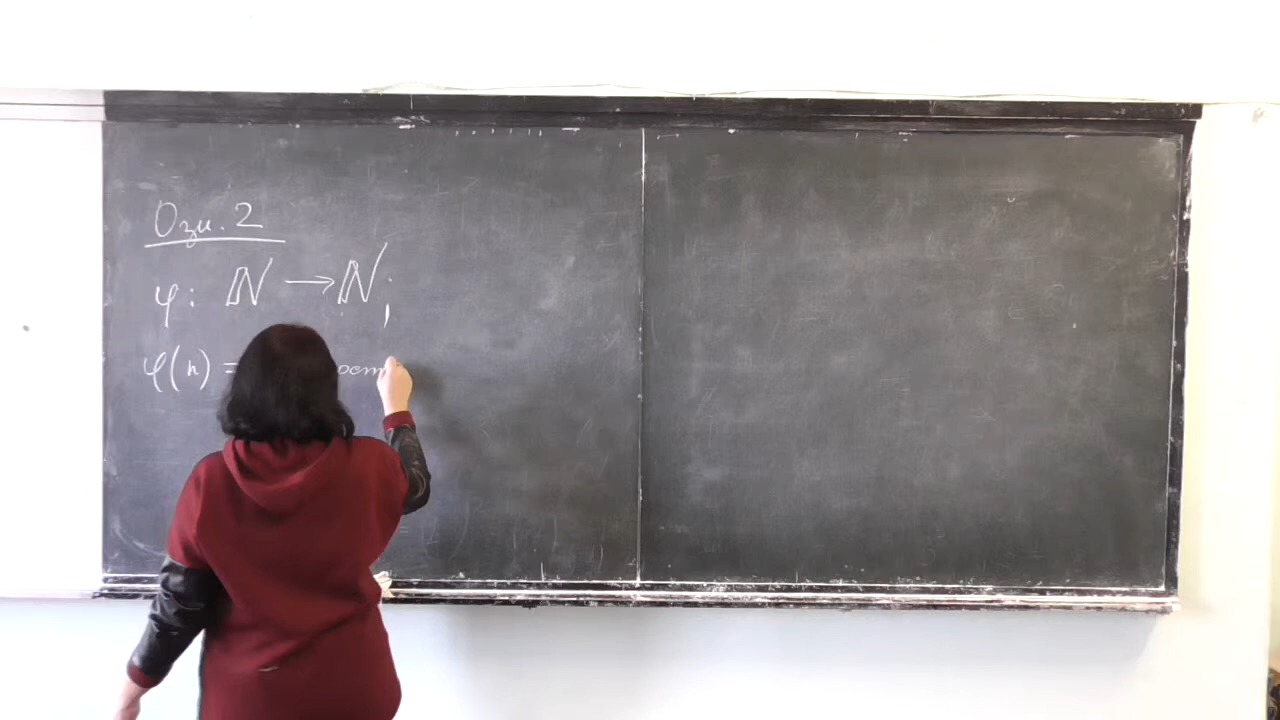 Озн. 2
φ: ℕ → ℕ;
φ(n) =